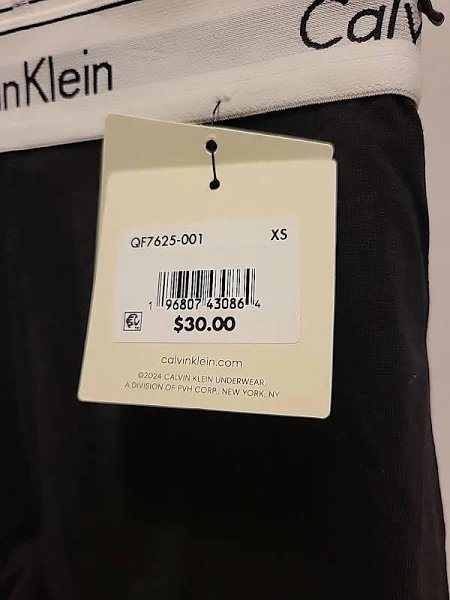 Calv
nKlein
QF7625-001 XS
1 96807 43086 4
$30.00
calvinklein.com
©2024 CALVIN KLEIN UNDERWEAR,
A DIVISION OF PVH CORP., NEW YORK, NY